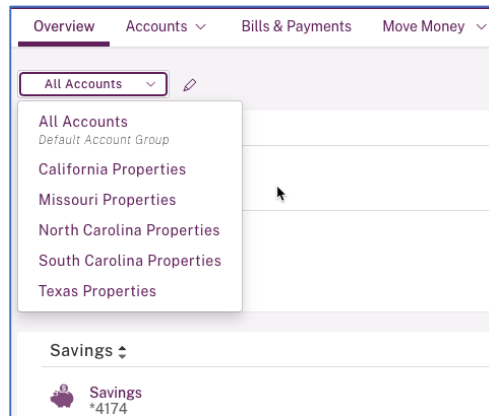 Overview Accounts Bills & Payments Move Money
All Accounts
All Accounts
Default Account Group
California Properties
Missouri Properties
North Carolina Properties
South Carolina Properties
Texas Properties
Savings
Savings
*4174